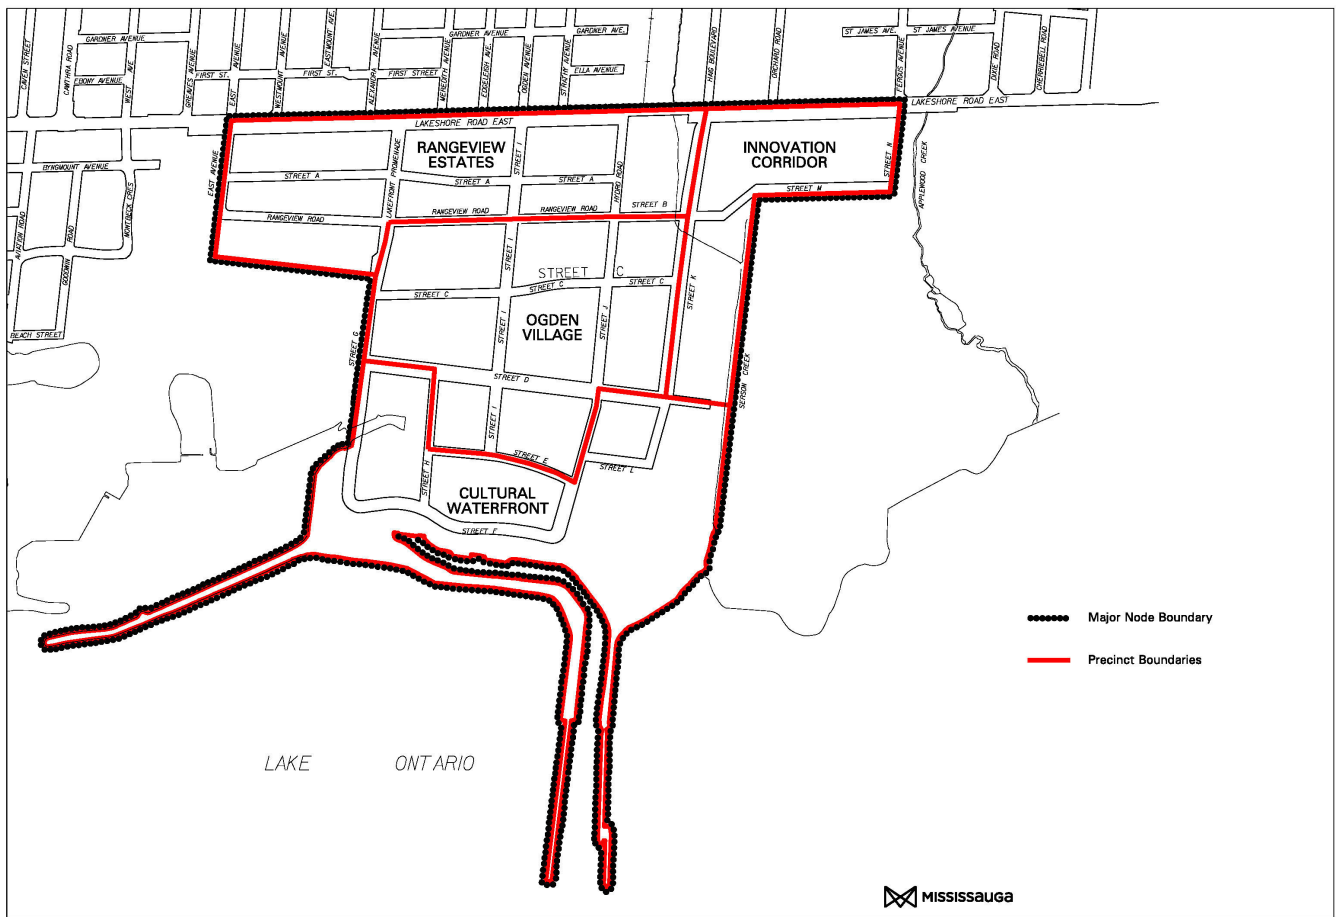 CAVEN STREET
CAWTHRA ROAD
GARDNER AVENUE
EBONY AVENUE
WEST AVE.
GREAVES AVENUE
FIRST ST.
EAST AVENUE
WESTMOUNT AVENUE
EASTMOUNT AVE.
FIRST ST.
ALEXANDRA AVENUE
FIRST STREET
MEREDITH AVENUE
GARDNER AVENUE
EDGELEIGH AVE.
OGDEN AVENUE
STRATHY AVENUE
GARDNER AVE.
ELLA AVENUE
HAIG BOULEVARD
ORCHARD ROAD
ST JAMES AVE.
FERGUS AVENUE
ST JAMES AVENUE
DIXIE ROAD
CHERRIEBELL ROAD
LAKESHORE ROAD EAST
LAKESHORE ROAD EAST
BYNGMOUNT AVENUE
MONTBECK CRES
AVIATION ROAD
GOODWIN ROAD
BEACH STREET
EAST AVENUE
STREET A
RANGEVIEW ROAD
LAKEFRONT PROMENADE
RANGEVIEW
ESTATES
STREET I
STREET A
STREET A
HYDRO ROAD
STREET B
RANGEVIEW ROAD
RANGEVIEW ROAD
INNOVATION
CORRIDOR
STREET N
STREET M
APPLEWOOD CREEK
STREET I
STREET C
STREET C
STREET C
STREET C
STREET K
STREET G
STREET I
OGDEN
VILLAGE
STREET J
STREET D
SERSON CREEK
STREET I
STREET E
STREET L
STREET H
CULTURAL
WATERFRONT
STREET F
Major Node Boundary
Precinct Boundaries
LAKE ONTARIO
MISSISSAUGA